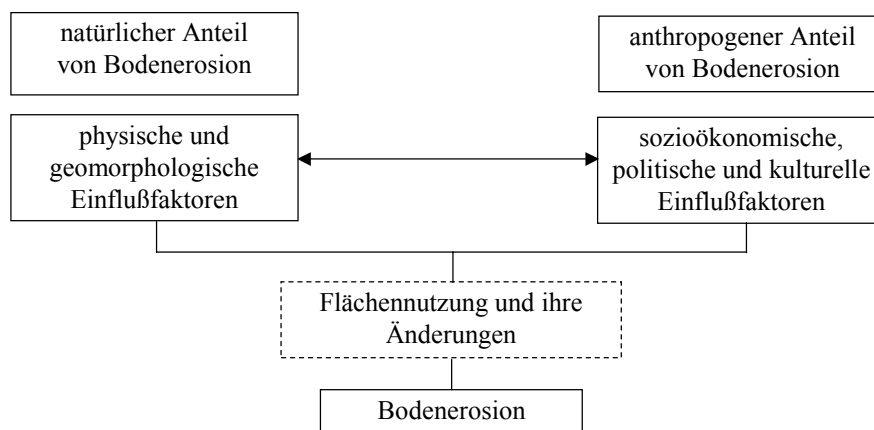 natürlicher Anteil
von Bodenerosion
anthropogener Anteil
von Bodenerosion
physische und
geomorphologische
Einflußfaktoren
sozioökonomische,
politische und kulturelle
Einflußfaktoren
Flächennutzung und ihre
Änderungen
Bodenerosion